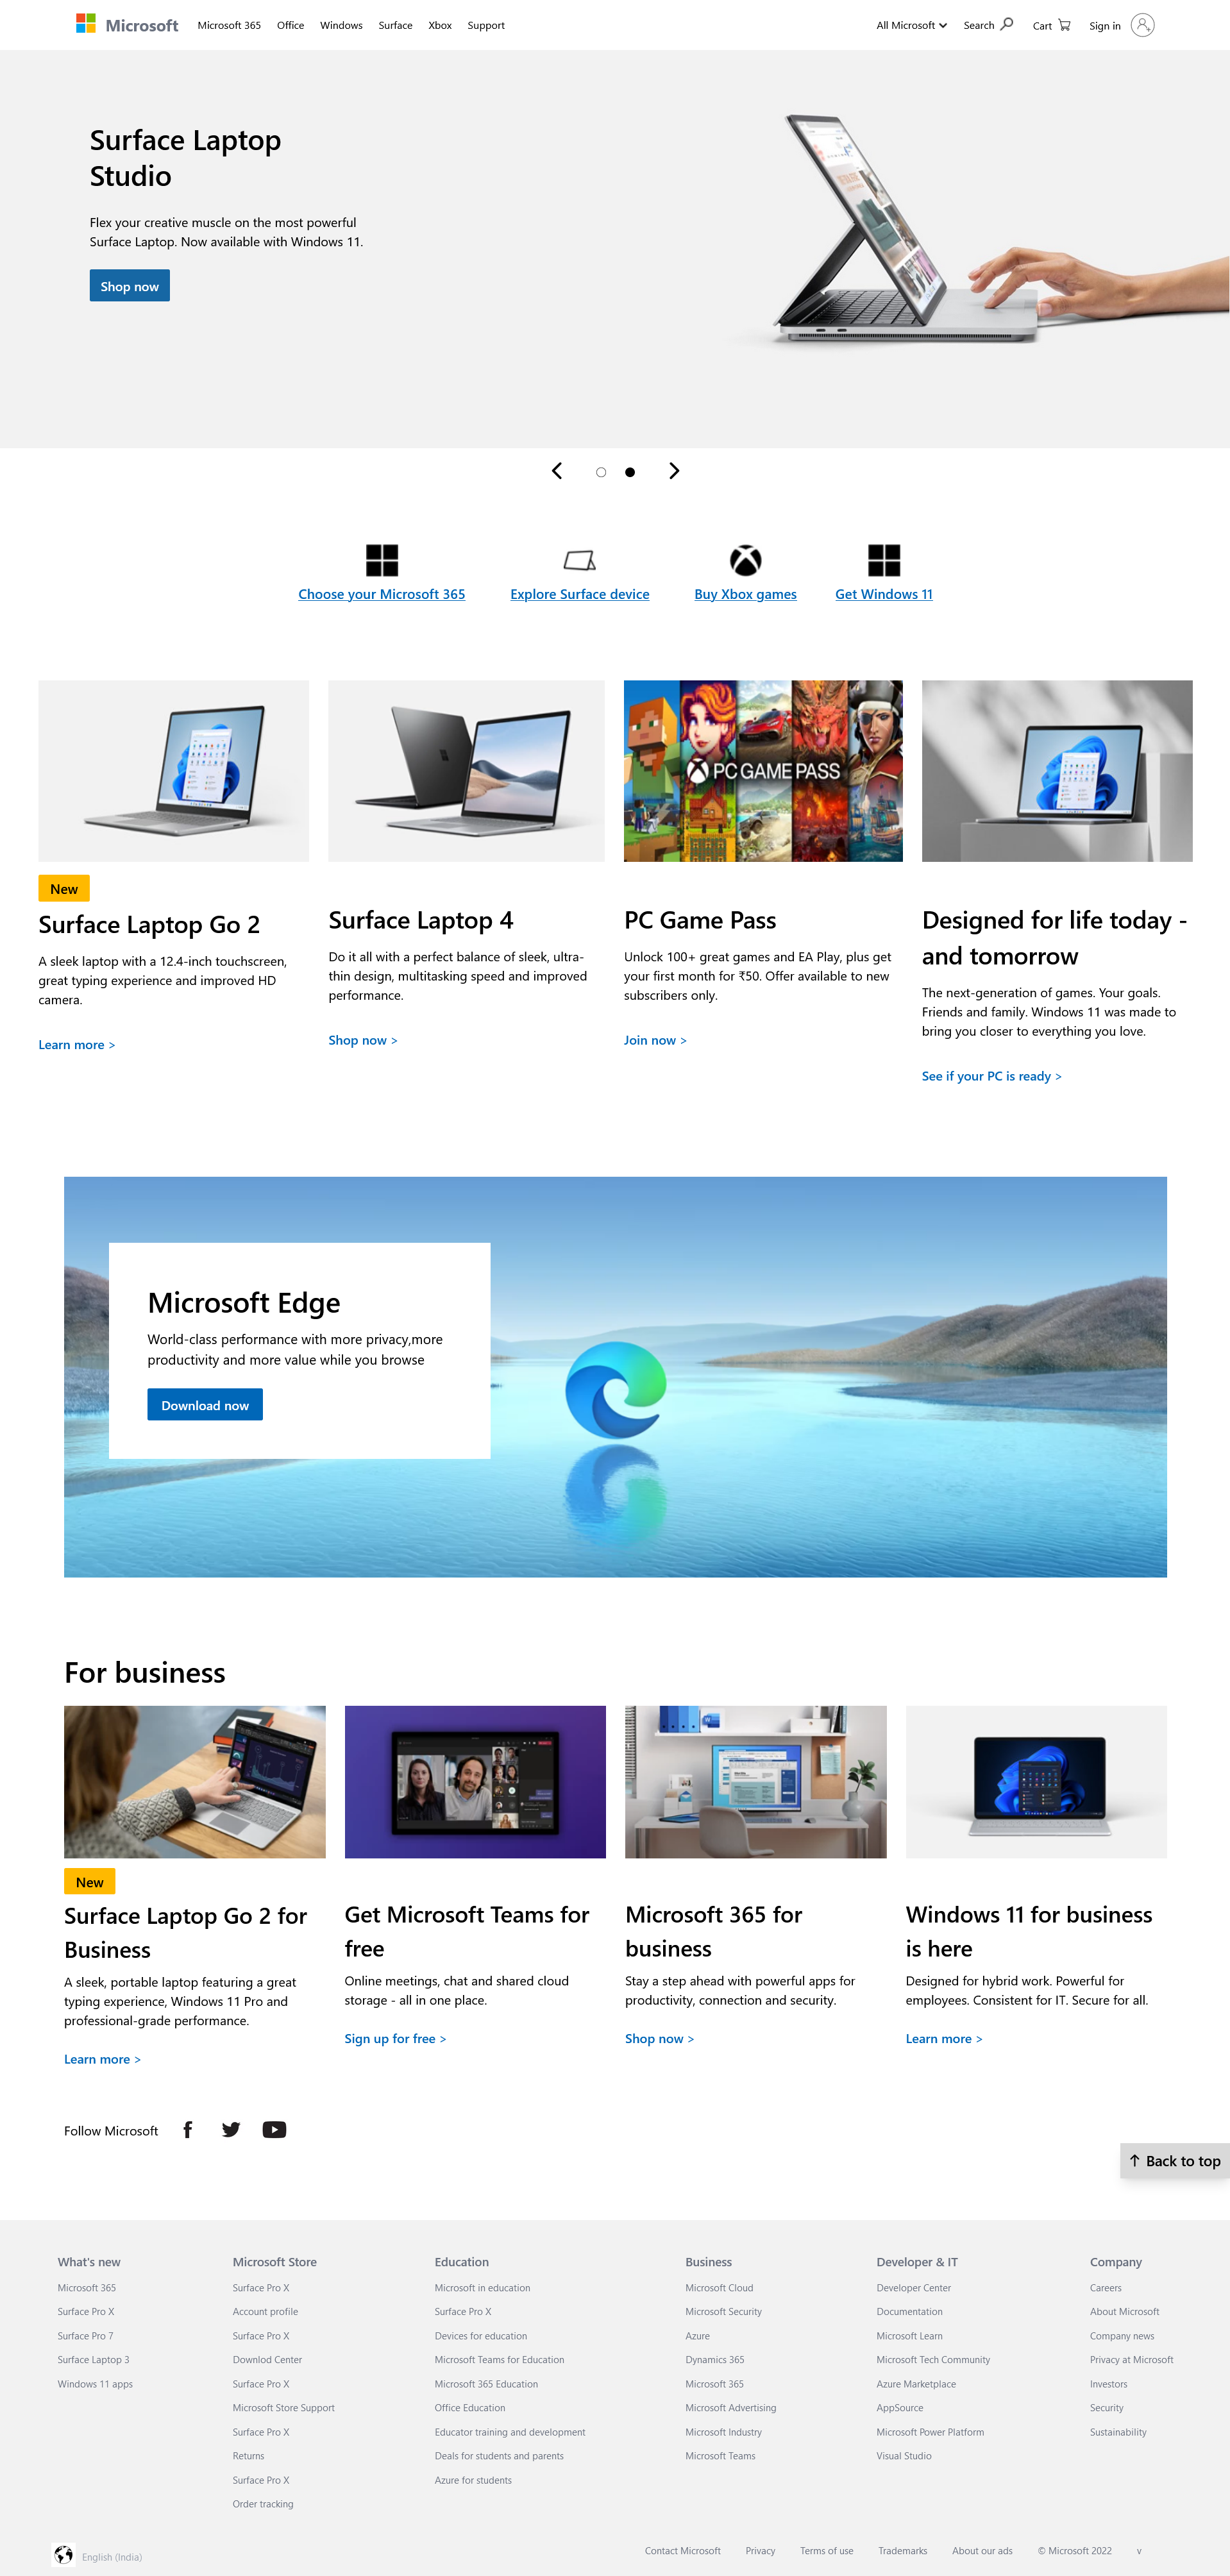 Microsoft
Microsoft 365
Office
Windows
Surface
Xbox
Support
All Microsoft
Search
Cart
Sign in
Surface Laptop
Studio
Flex your creative muscle on the most powerful
Surface Laptop. Now available with Windows 11.
Shop now
Choose your Microsoft 365
Explore Surface device
Buy Xbox games
Get Windows 11
New
Surface Laptop Go 2
A sleek laptop with a 12.4-inch touchscreen,
great typing experience and improved HD
camera.
Learn more >
Surface Laptop 4
Do it all with a perfect balance of sleek, ultra-
thin design, multitasking speed and improved
performance.
Shop now >
PC GAME PASS
PC Game Pass
Unlock 100+ great games and EA Play, plus get
your first month for ₹50. Offer available to new
subscribers only.
Join now >
Designed for life today -
and tomorrow
The next-generation of games. Your goals.
Friends and family. Windows 11 was made to
bring you closer to everything you love.
See if your PC is ready >
Microsoft Edge
World-class performance with more privacy,more
productivity and more value while you browse
Download now
For business
New
Surface Laptop Go 2 for
Business
A sleek, portable laptop featuring a great
typing experience, Windows 11 Pro and
professional-grade performance.
Learn more >
Get Microsoft Teams for
free
Online meetings, chat and shared cloud
storage - all in one place.
Sign up for free >
Microsoft 365 for
business
Stay a step ahead with powerful apps for
productivity, connection and security.
Shop now >
Windows 11 for business
is here
Designed for hybrid work. Powerful for
employees. Consistent for IT. Secure for all.
Learn more >
Follow Microsoft
Back to top
What's new
Microsoft 365
Surface Pro X
Surface Pro 7
Surface Laptop 3
Windows 11 apps
Microsoft Store
Surface Pro X
Account profile
Surface Pro X
Downlod Center
Surface Pro X
Microsoft Store Support
Surface Pro X
Returns
Surface Pro X
Order tracking
Education
Microsoft in education
Surface Pro X
Devices for education
Microsoft Teams for Education
Microsoft 365 Education
Office Education
Educator training and development
Deals for students and parents
Azure for students
Business
Microsoft Cloud
Microsoft Security
Azure
Dynamics 365
Microsoft 365
Microsoft Advertising
Microsoft Industry
Microsoft Teams
Developer & IT
Developer Center
Documentation
Microsoft Learn
Microsoft Tech Community
Azure Marketplace
AppSource
Microsoft Power Platform
Visual Studio
Company
Careers
About Microsoft
Company news
Privacy at Microsoft
Investors
Security
Sustainability
English (India)
Contact Microsoft
Privacy
Terms of use
Trademarks
About our ads
© Microsoft 2022
v